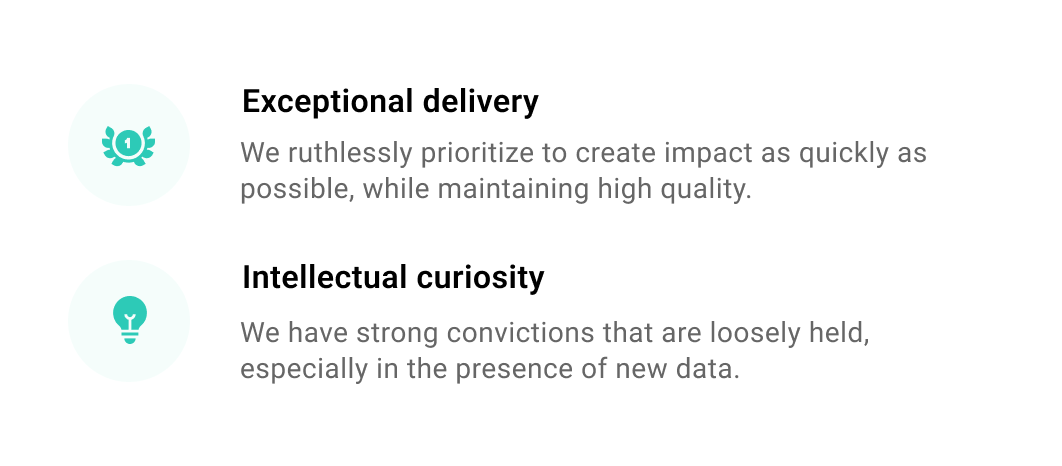 1
Exceptional delivery
We ruthlessly prioritize to create impact as quickly as
possible, while maintaining high quality.
Intellectual curiosity
We have strong convictions that are loosely held,
especially in the presence of new data.